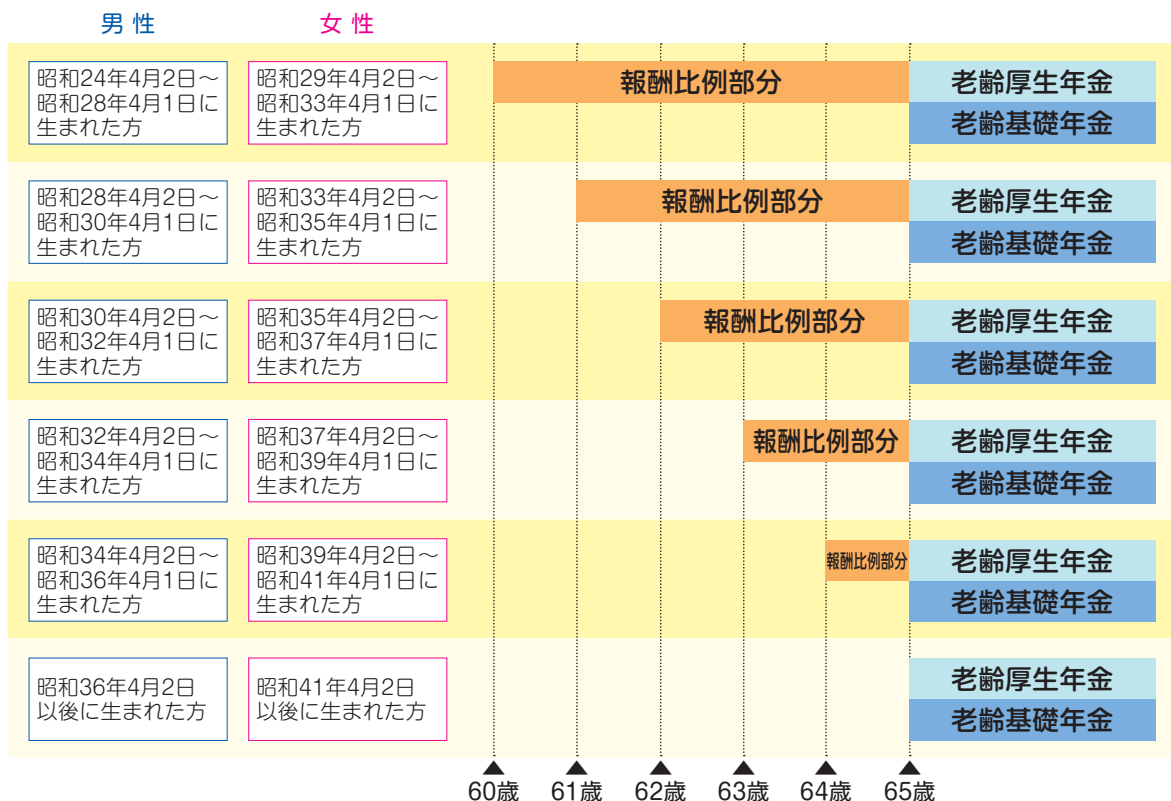 男性
女性
昭和24年4月2日～
昭和28年4月1日に
生まれた方
昭和29年4月2日～
昭和33年4月1日に
生まれた方
報酬比例部分
老齢厚生年金
老齢基礎年金
昭和28年4月2日～
昭和30年4月1日に
生まれた方
昭和33年4月2日～
昭和35年4月1日に
生まれた方
報酬比例部分
老齢厚生年金
老齢基礎年金
昭和30年4月2日～
昭和32年4月1日に
生まれた方
昭和35年4月2日～
昭和37年4月1日に
生まれた方
報酬比例部分
老齢厚生年金
老齢基礎年金
昭和32年4月2日～
昭和34年4月1日に
生まれた方
昭和37年4月2日～
昭和39年4月1日に
生まれた方
報酬比例部分
老齢厚生年金
老齢基礎年金
昭和34年4月2日～
昭和36年4月1日に
生まれた方
昭和39年4月2日～
昭和41年4月1日に
生まれた方
報酬比例部分
老齢厚生年金
老齢基礎年金
昭和36年4月2日
以後に生まれた方
昭和41年4月2日
以後に生まれた方
老齢厚生年金
老齢基礎年金
60歳
61歳
62歳
63歳
64歳
65歳